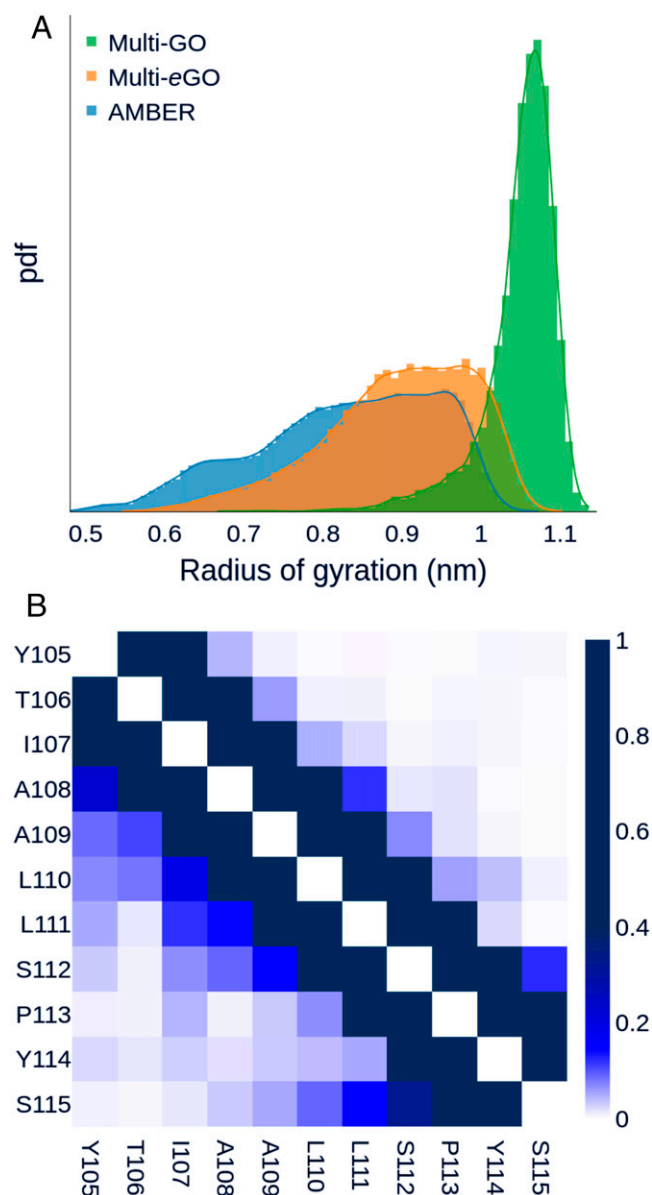 A
Multi-GO
Multi-eGO
AMBER
pdf
0.5 0.6 0.7 0.8 0.9 1 1.1
Radius of gyration (nm)
B
Y105
T106
I107
A108
A109
L110
L111
S112
P113
Y114
S115
1
0.8
0.6
0.4
0.2
0
Y105 T106 I107 A108 A109 L110 L111 S112 P113 Y114 S115